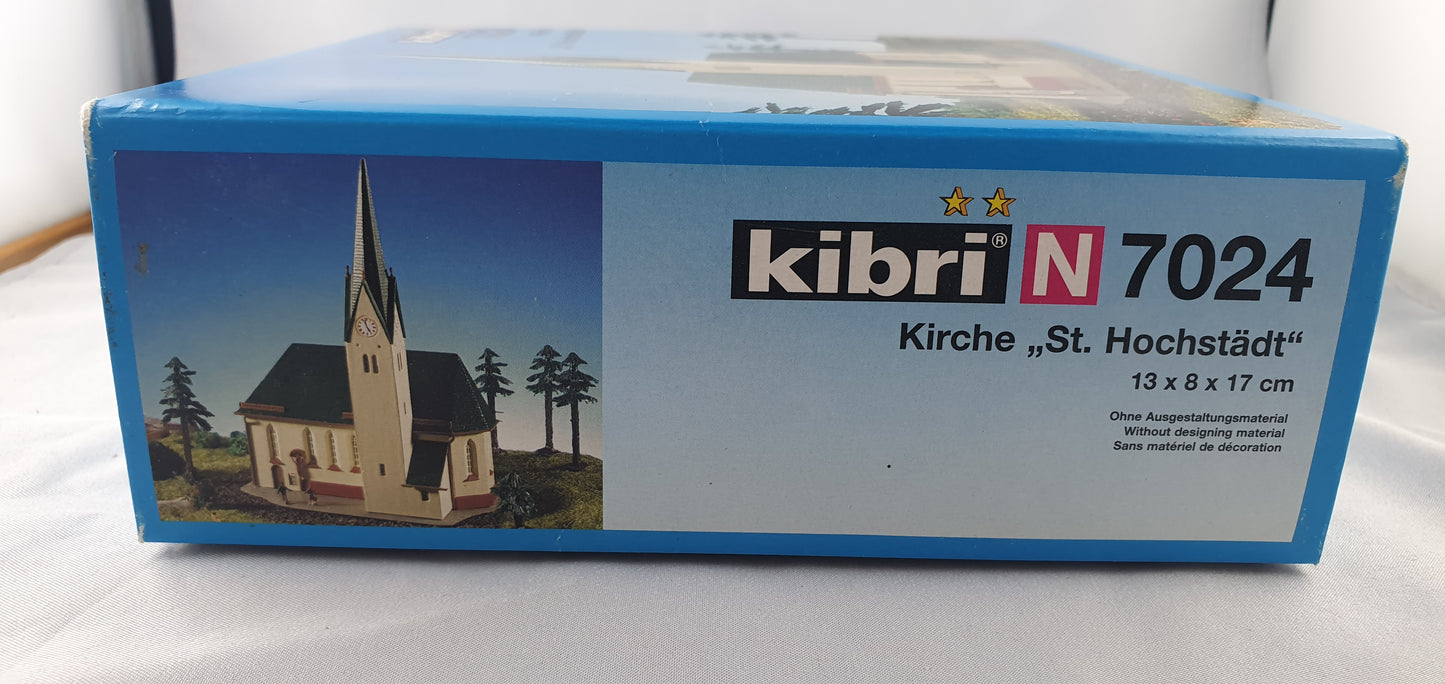 kibri® N 7024
Kirche „St. Hochstädt“
13 x 8 x 17 cm
Ohne Ausgestaltungsmaterial
Without designing material
Sans matériel de décoration